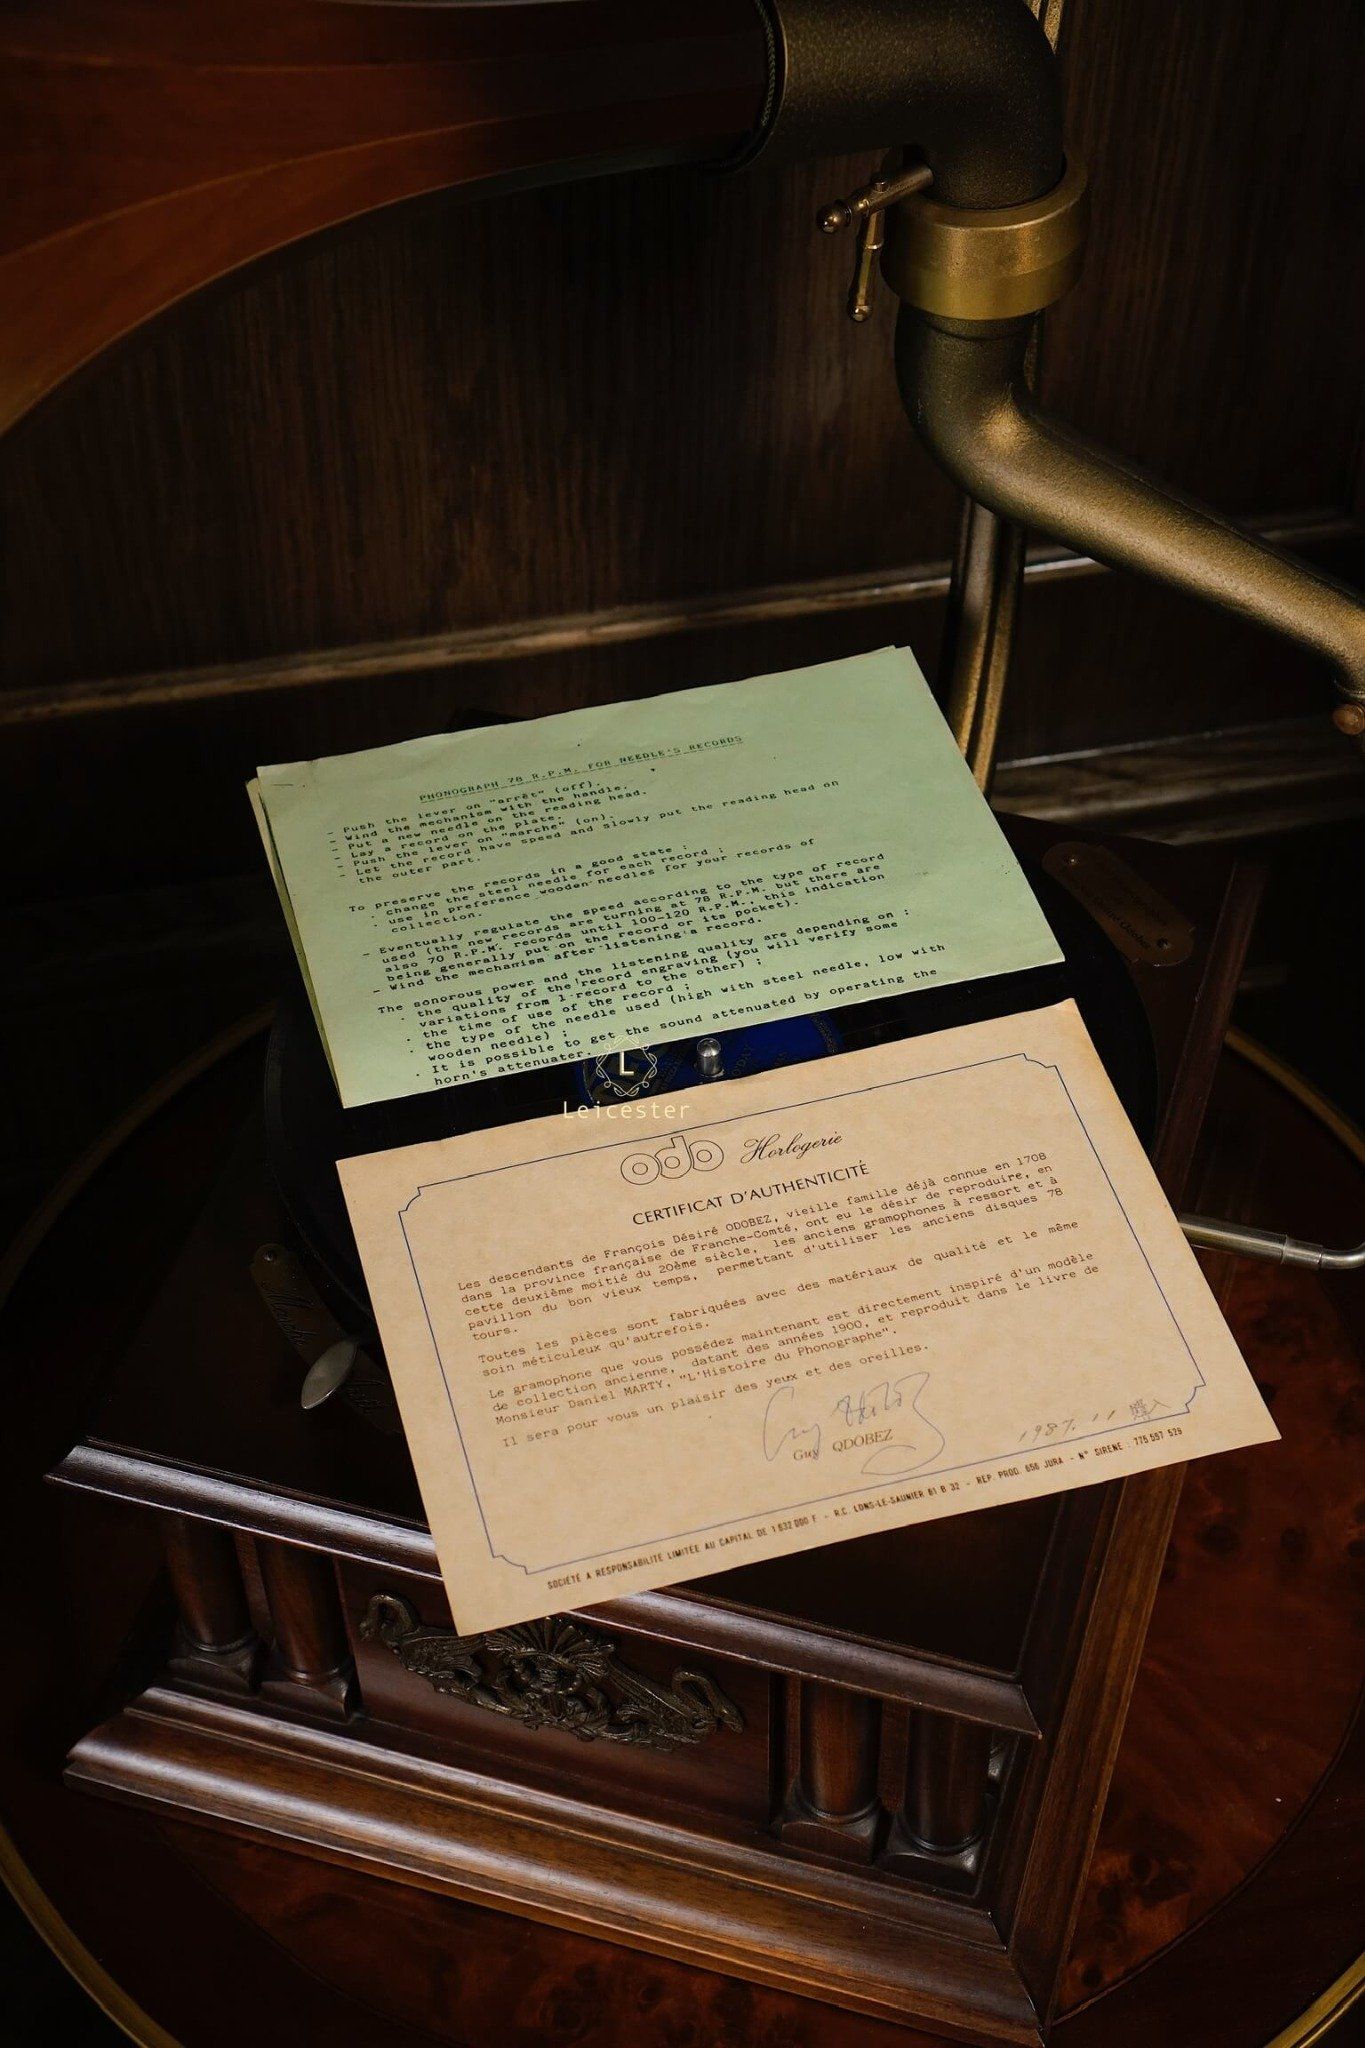 PHONOGRAPH 78 R.P.M. FOR NEEDLE'S RECORDS
- Push the lever on "arrêt" (off).
- Wind the mechanism with the handle.
- Put a new needle on the reading head.
- Lay a record on the plate.
- Push the lever on "marche" (on).
- Let the record have speed and slowly put the reading head on
the outer part.
To preserve the records in a good state :
. change the steel needle for each record ;
. use in preference wooden needles for your records of
collection.
- Eventually regulate the speed according to the type of record
used (the new records are turning at 78 R.P.M. but there are
also 70 R.P.M. records until 100-120 R.P.M., this indication
being generally put on the record or its pocket).
- Wind the mechanism after listening a record.
The sonorous power and the listening quality are depending on :
. the quality of the record engraving (you will verify some
variations from 1 record to the other) ;
. the time of use of the record ;
. the type of the needle used (high with steel needle, low with
wooden needle) ;
. It is possible to get the sound attenuated by operating the
horn's attenuater.
L
Leicester
odo Horlogerie
CERTIFICAT D'AUTHENTICITÉ
Les descendants de François Désiré ODOBEZ, vieille famille déjà connue en 1708
dans la province française de Franche-Comté, ont eu le désir de reproduire, en
cette deuxième moitié du 20ème siècle, les anciens gramophones à ressort et à
pavillon du bon vieux temps, permettant d'utiliser les anciens disques 78
tours.
Toutes les pièces sont fabriquées avec des matériaux de qualité et le même
soin méticuleux qu'autrefois.
Le gramophone que vous possédez maintenant est directement inspiré d'un modèle
de collection ancienne, datant des années 1900, et reproduit dans le livre de
Monsieur Daniel MARTY, "L'Histoire du Phonographe".
Il sera pour vous un plaisir des yeux et des oreilles.
Guy ODOBEZ
1987. 11
SOCIÉTÉ A RESPONSABILITE LIMITÉE AU CAPITAL DE 1 632 000 F - R.C. LONS-LE-SAUNIER 61 B 32 - REP. PROD. 656 JURA - N° SIRENE : 775 597 529